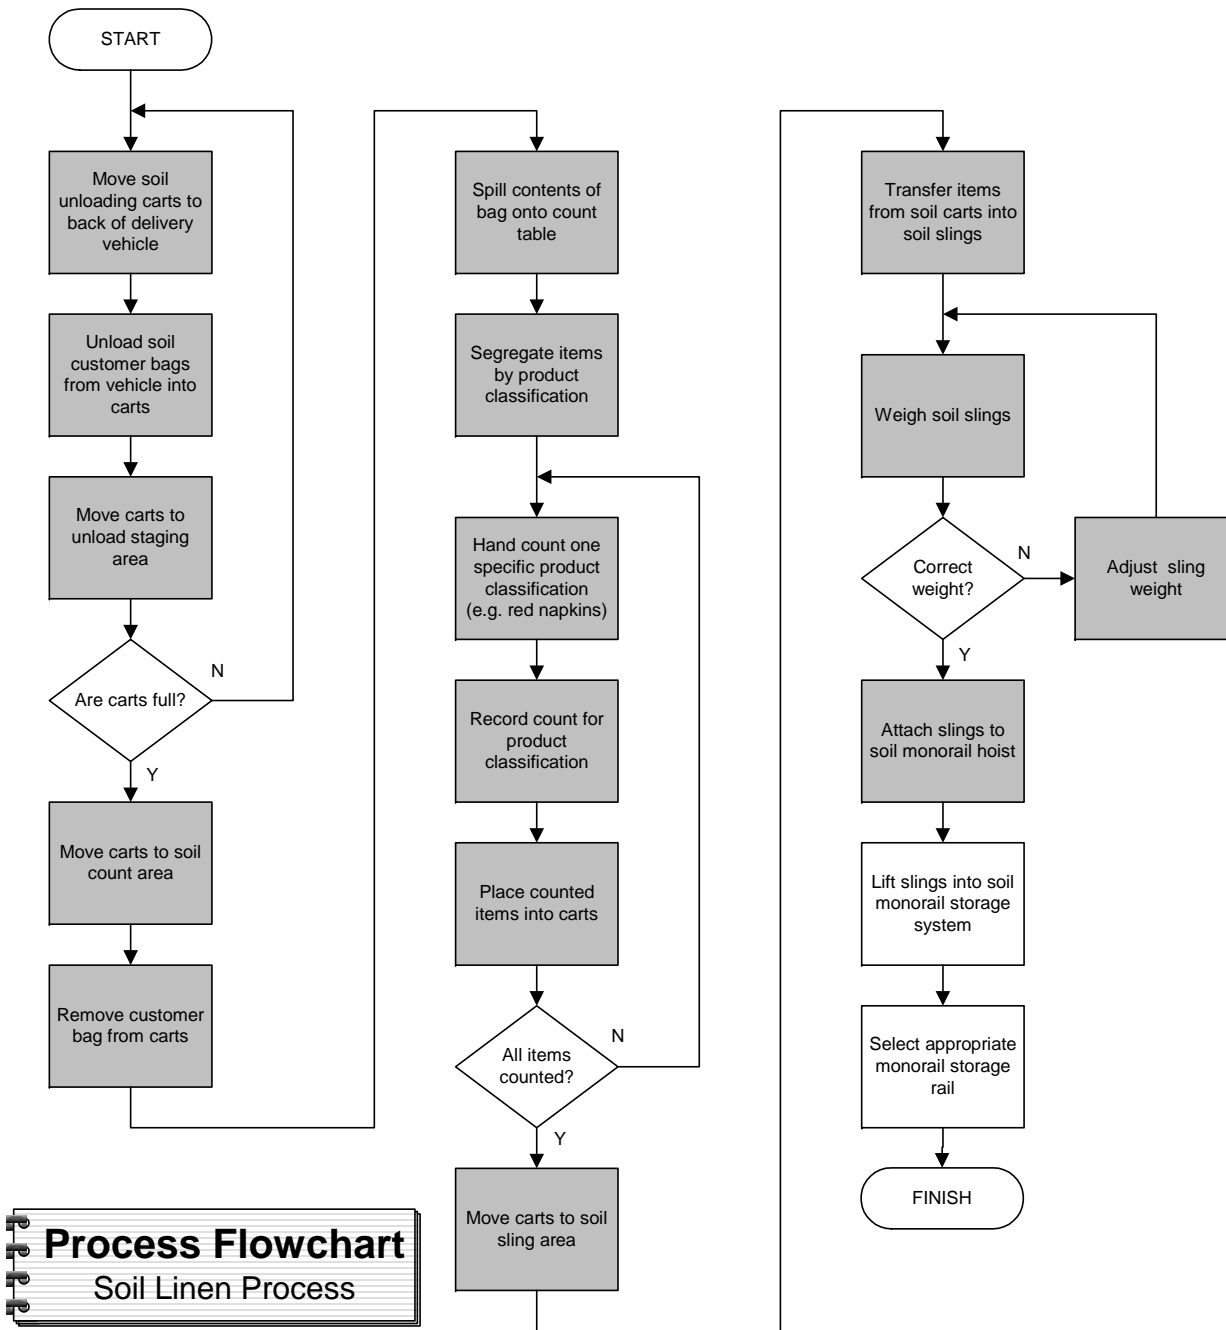 START
Move soil
unloading carts to
back of delivery
vehicle
Unload soil
customer bags
from vehicle into
carts
Move carts to
unload staging
area
Are carts full?
N
Y
Move carts to soil
count area
Remove customer
bag from carts
Spill contents of
bag onto count
table
Segregate items
by product
classification
Hand count one
specific product
classification
(e.g. red napkins)
Record count for
product
classification
Place counted
items into carts
All items
counted?
N
Y
Move carts to soil
sling area
Transfer items
from soil carts into
soil slings
Weigh soil slings
Correct
weight?
N
Adjust sling
weight
Y
Attach slings to
soil monorail hoist
Lift slings into soil
monorail storage
system
Select appropriate
monorail storage
rail
FINISH
Process Flowchart
Soil Linen Process